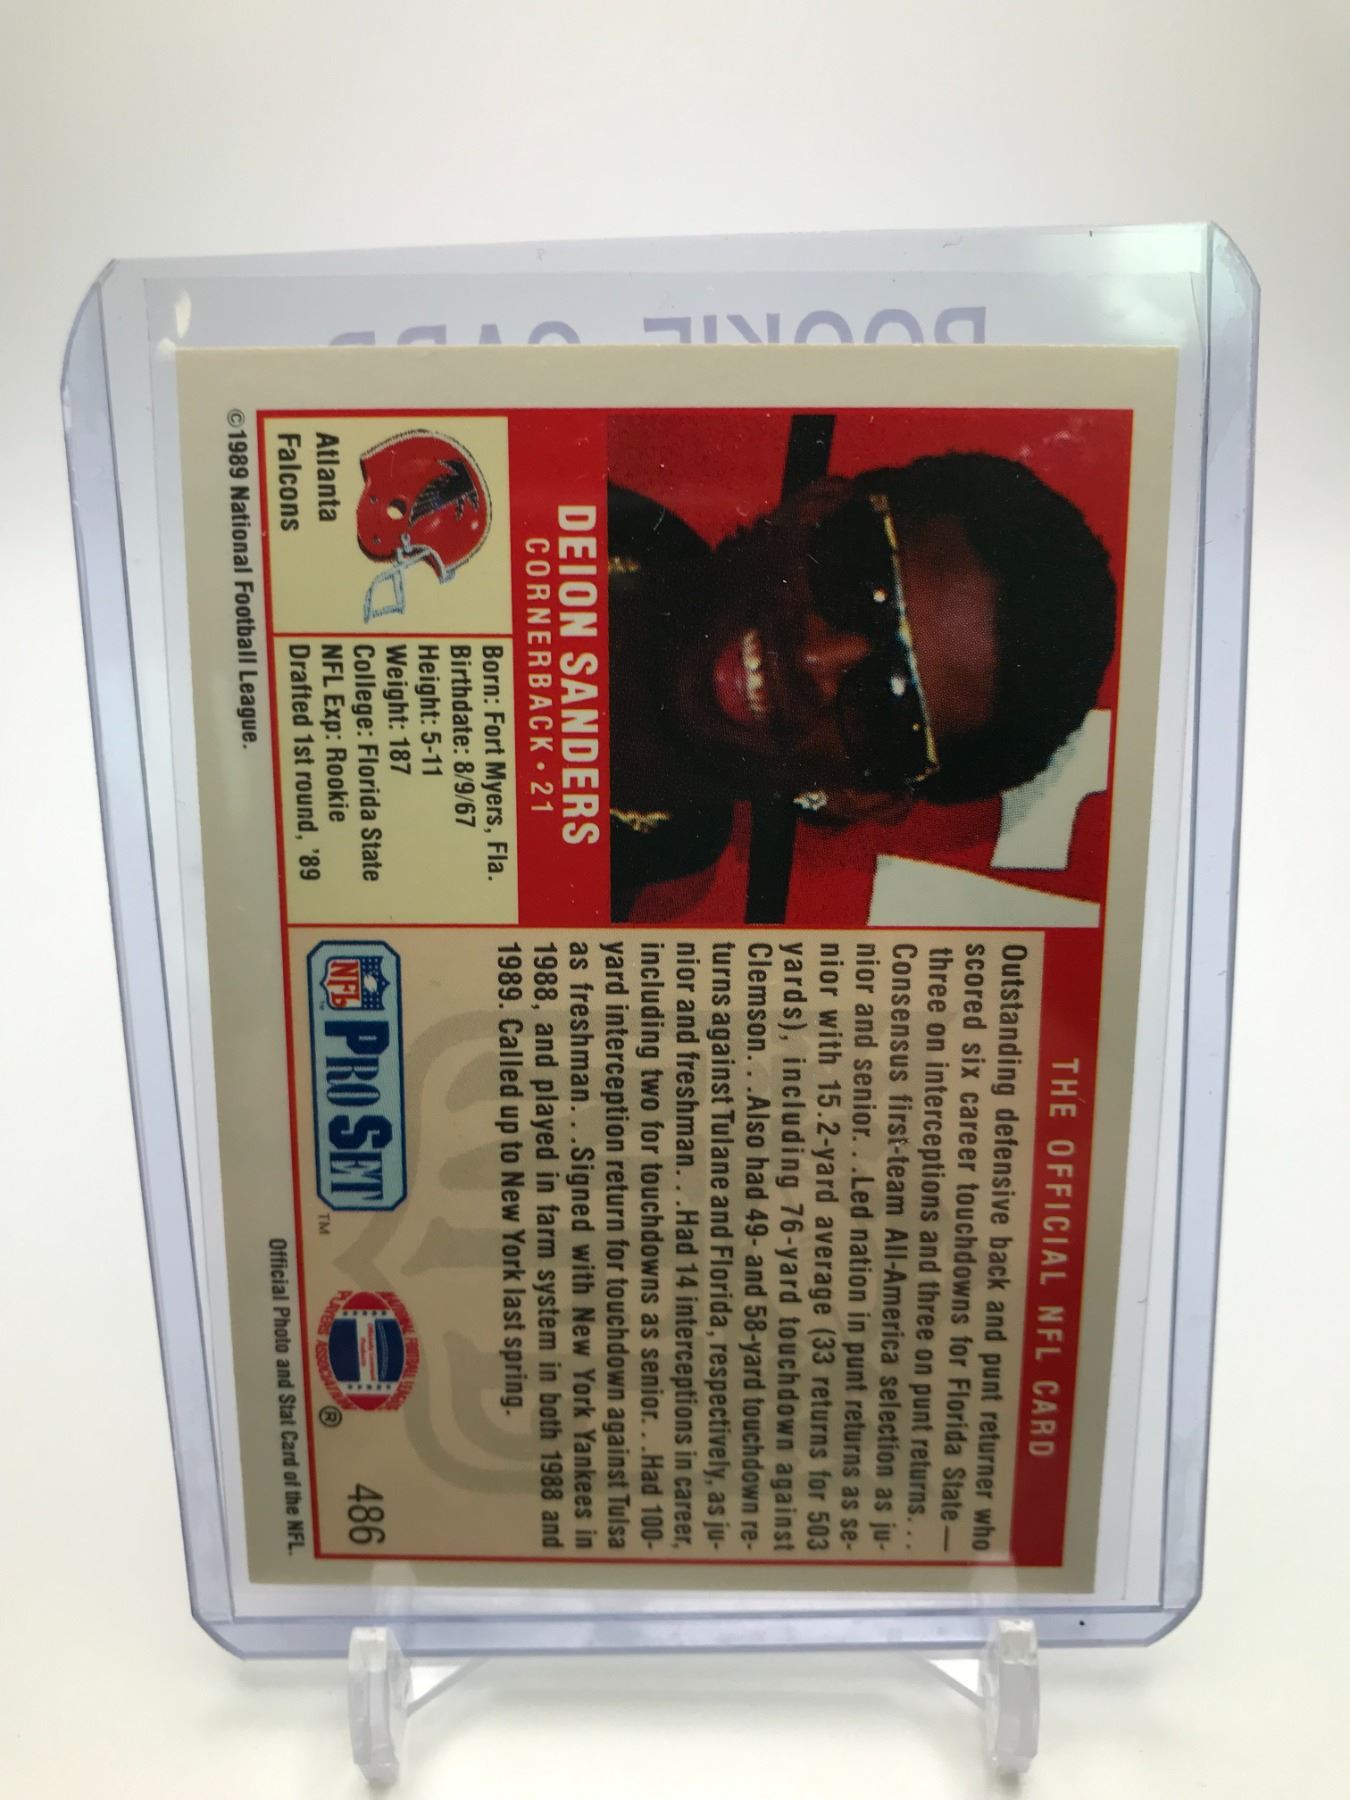 ROOKIE CARD
THE OFFICIAL NFL CARD
DEION SANDERS
CORNERBACK • 21
Atlanta
Falcons
Born: Fort Myers, Fla.
Birthdate: 8/9/67
Height: 5-11
Weight: 187
College: Florida State
NFL Exp: Rookie
Drafted 1st round, '89
Outstanding defensive back and punt returner who
scored six career touchdowns for Florida State—
three on interceptions and three on punt returns. . .
Consensus first-team All-America selection as ju-
nior and senior. . .Led nation in punt returns as se-
nior with 15.2-yard average (33 returns for 503
yards), including 76-yard touchdown against
Clemson. . .Also had 49- and 58-yard touchdown re-
turns against Tulane and Florida, respectively, as ju-
nior and freshman. . .Had 14 interceptions in career,
including two for touchdowns as senior. . .Had 100-
yard interception return for touchdown against Tulsa
as freshman. . .Signed with New York Yankees in
1988, and played in farm system in both 1988 and
1989. Called up to New York last spring.
NFL PRO SET ™
NATIONAL FOOTBALL LEAGUE
PLAYERS ASSOCIATION ®
486
©1989 National Football League.
Official Photo and Stat Card of the NFL.